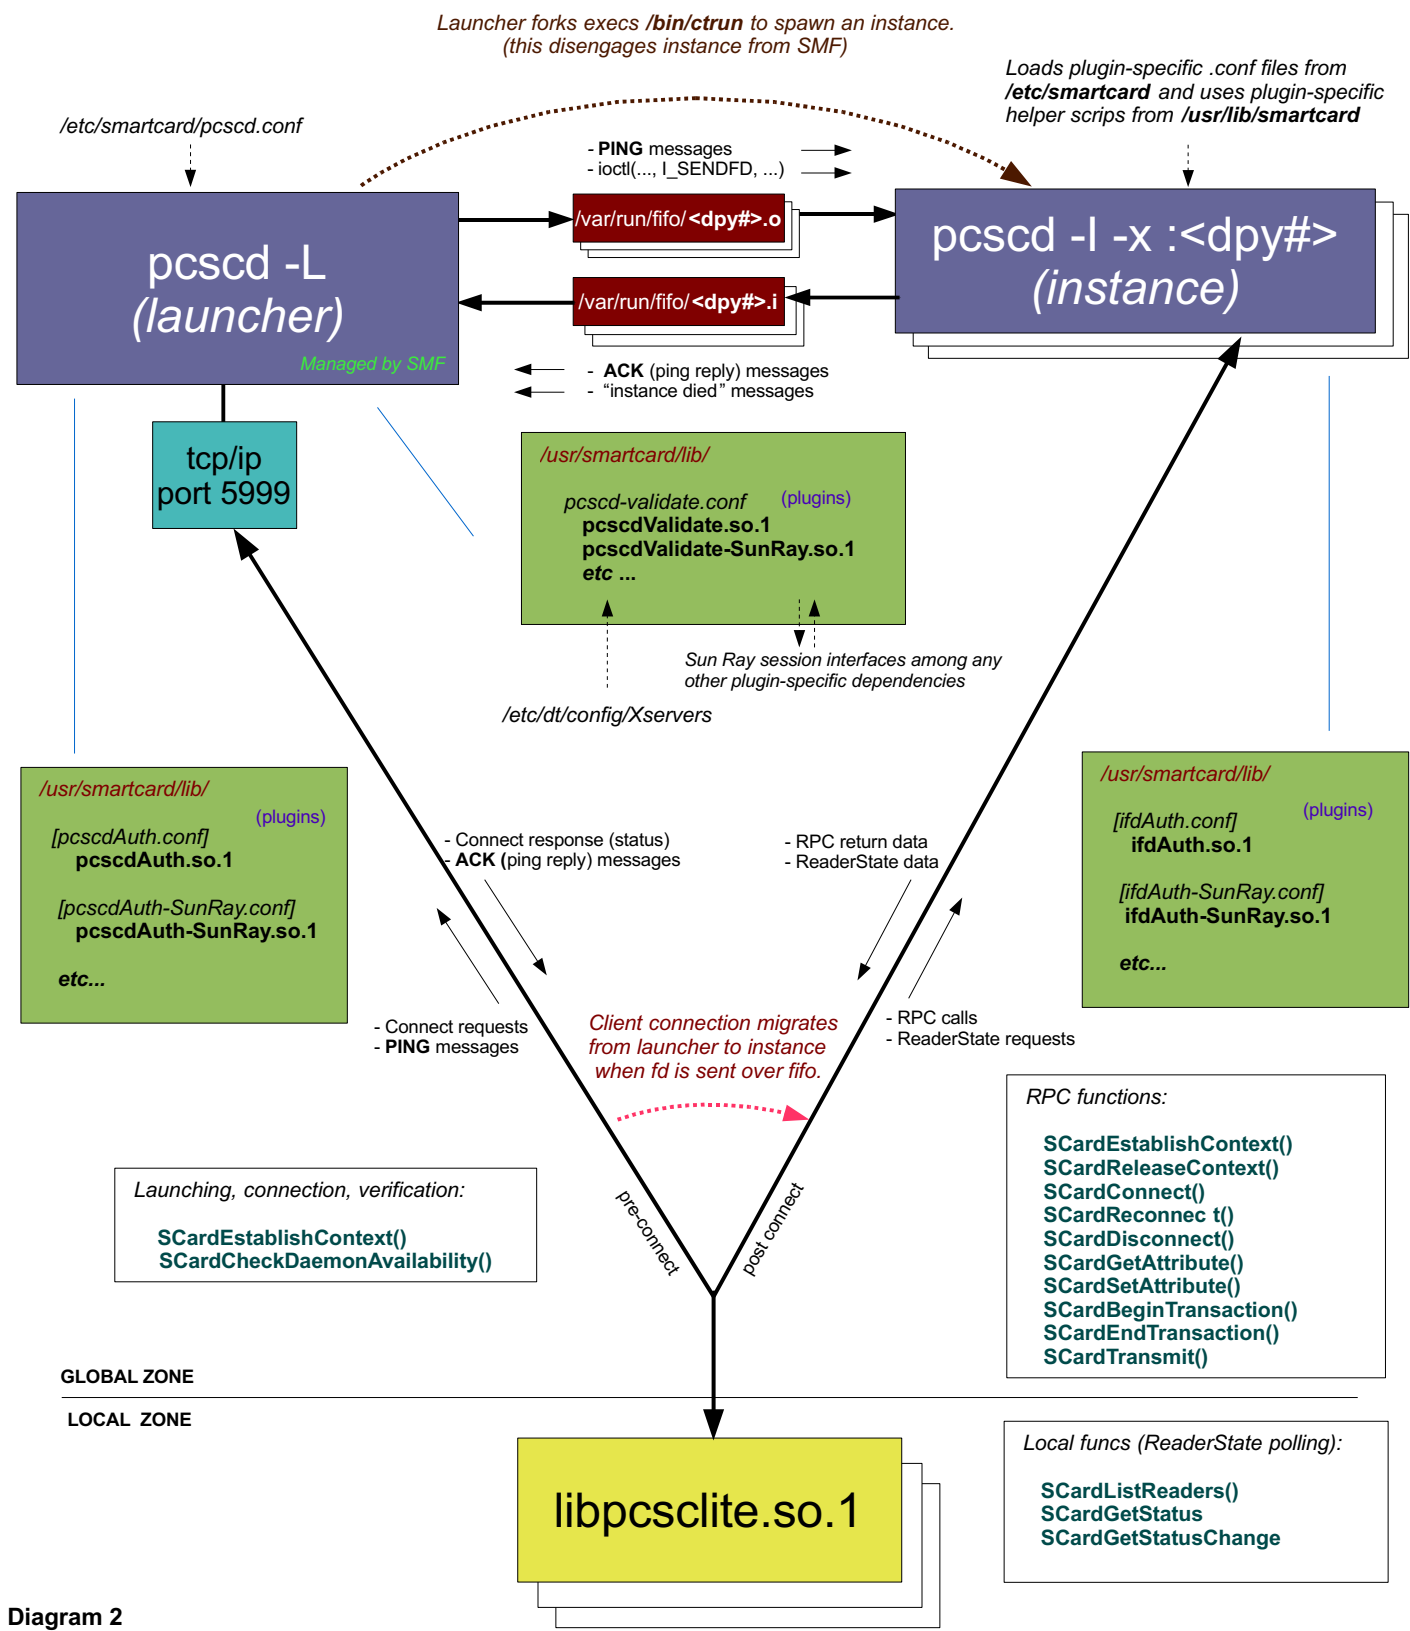 Launcher forks execs /bin/ctrun to spawn an instance.
(this disengages instance from SMF)
Loads plugin-specific .conf files from
/etc/smartcard and uses plugin-specific
helper scrips from /usr/lib/smartcard
/etc/smartcard/pcscd.conf
- PING messages
- ioctl(..., I_SENDFD, ...)
pcscd -L
(launcher)
Managed by SMF
/var/run/fifo/<dpy#>.o
/var/run/fifo/<dpy#>.i
pcscd -I -x :<dpy#>
(instance)
- ACK (ping reply) messages
- “instance died” messages
tcp/ip
port 5999
/usr/smartcard/lib/
pcscd-validate.conf
(plugins)
pcscdValidate.so.1
pcscdValidate-SunRay.so.1
etc ...
Sun Ray session interfaces among any
other plugin-specific dependencies
/etc/dt/config/Xservers
/usr/smartcard/lib/
(plugins)
[pcscdAuth.conf]
pcscdAuth.so.1
[pcscdAuth-SunRay.conf]
pcscdAuth-SunRay.so.1
etc...
- Connect response (status)
- ACK (ping reply) messages
- RPC return data
- ReaderState data
/usr/smartcard/lib/
(plugins)
[ifdAuth.conf]
ifdAuth.so.1
[ifdAuth-SunRay.conf]
ifdAuth-SunRay.so.1
etc...
- Connect requests
- PING messages
Client connection migrates
from launcher to instance
when fd is sent over fifo.
- RPC calls
- ReaderState requests
pre-connect
post connect
Launching, connection, verification:
SCardEstablishContext()
SCardCheckDaemonAvailability()
RPC functions:
SCardEstablishContext()
SCardReleaseContext()
SCardConnect()
SCardReconnec t()
SCardDisconnect()
SCardGetAttribute()
SCardSetAttribute()
SCardBeginTransaction()
SCardEndTransaction()
SCardTransmit()
GLOBAL ZONE
LOCAL ZONE
libpcsclite.so.1
Local funcs (ReaderState polling):
SCardListReaders()
SCardGetStatus
SCardGetStatusChange
Diagram 2